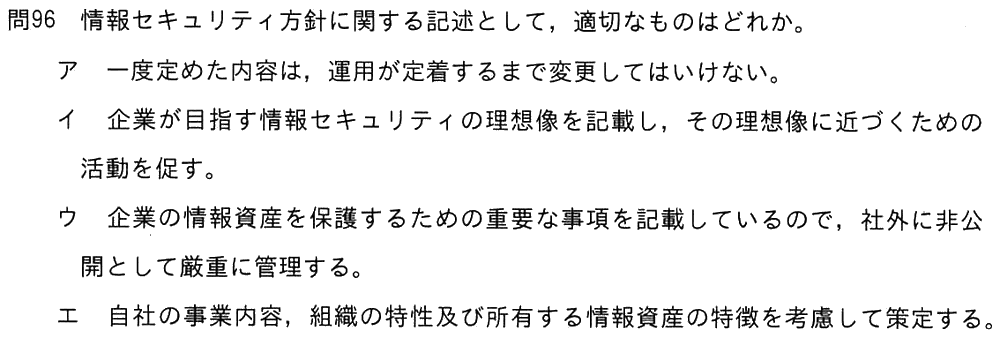 問96　情報セキュリティ方針に関する記述として，適切なものはどれか。
ア　一度定めた内容は，運用が定着するまで変更してはいけない。
イ　企業が目指す情報セキュリティの理想像を記載し，その理想像に近づくための
活動を促す。
ウ　企業の情報資産を保護するための重要な事項を記載しているので，社外に非公
開として厳重に管理する。
エ　自社の事業内容，組織の特性及び所有する情報資産の特徴を考慮して策定する。